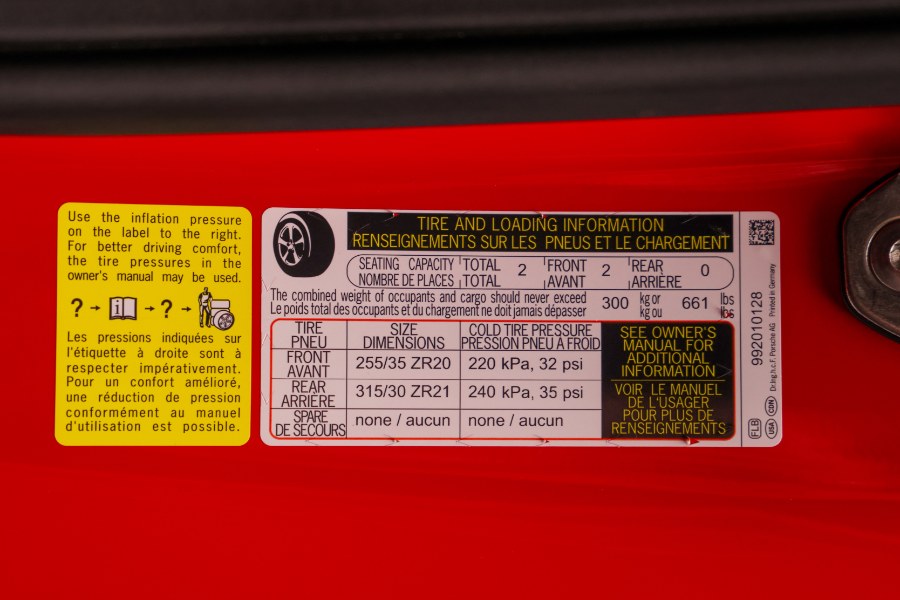 Use the inflation pressure
on the label to the right.
For better driving comfort,
the tire pressures in the
owner's manual may be used.
? → i → ? →
Les pressions indiquées sur
l'étiquette à droite sont à
respecter impérativement.
Pour un confort amélioré,
une réduction de pression
conformément au manuel
d'utilisation est possible.
TIRE AND LOADING INFORMATION
RENSEIGNEMENTS SUR LES PNEUS ET LE CHARGEMENT
SEATING CAPACITY TOTAL 2 FRONT 2 REAR 0
NOMBRE DE PLACES TOTAL AVANT ARRIÈRE
The combined weight of occupants and cargo should never exceed 300 kg or 661 lbs
Le poids total des occupants et du chargement ne doit jamais dépasser kg ou lbs
TIRE SIZE COLD TIRE PRESSURE
PNEU DIMENSIONS PRESSION PNEU A FROID
FRONT 255/35 ZR20 220 kPa, 32 psi
AVANT
REAR 315/30 ZR21 240 kPa, 35 psi
ARRIÈRE
SPARE none / aucun none / aucun
DE SECOURS
SEE OWNER'S
MANUAL FOR
ADDITIONAL
INFORMATION
VOIR LE MANUEL
DE L'USAGER
POUR PLUS DE
RENSEIGNEMENTS
992010128
Dr.Ing.h.c.F. Porsche AG Printed in Germany
FLB
USA CDN